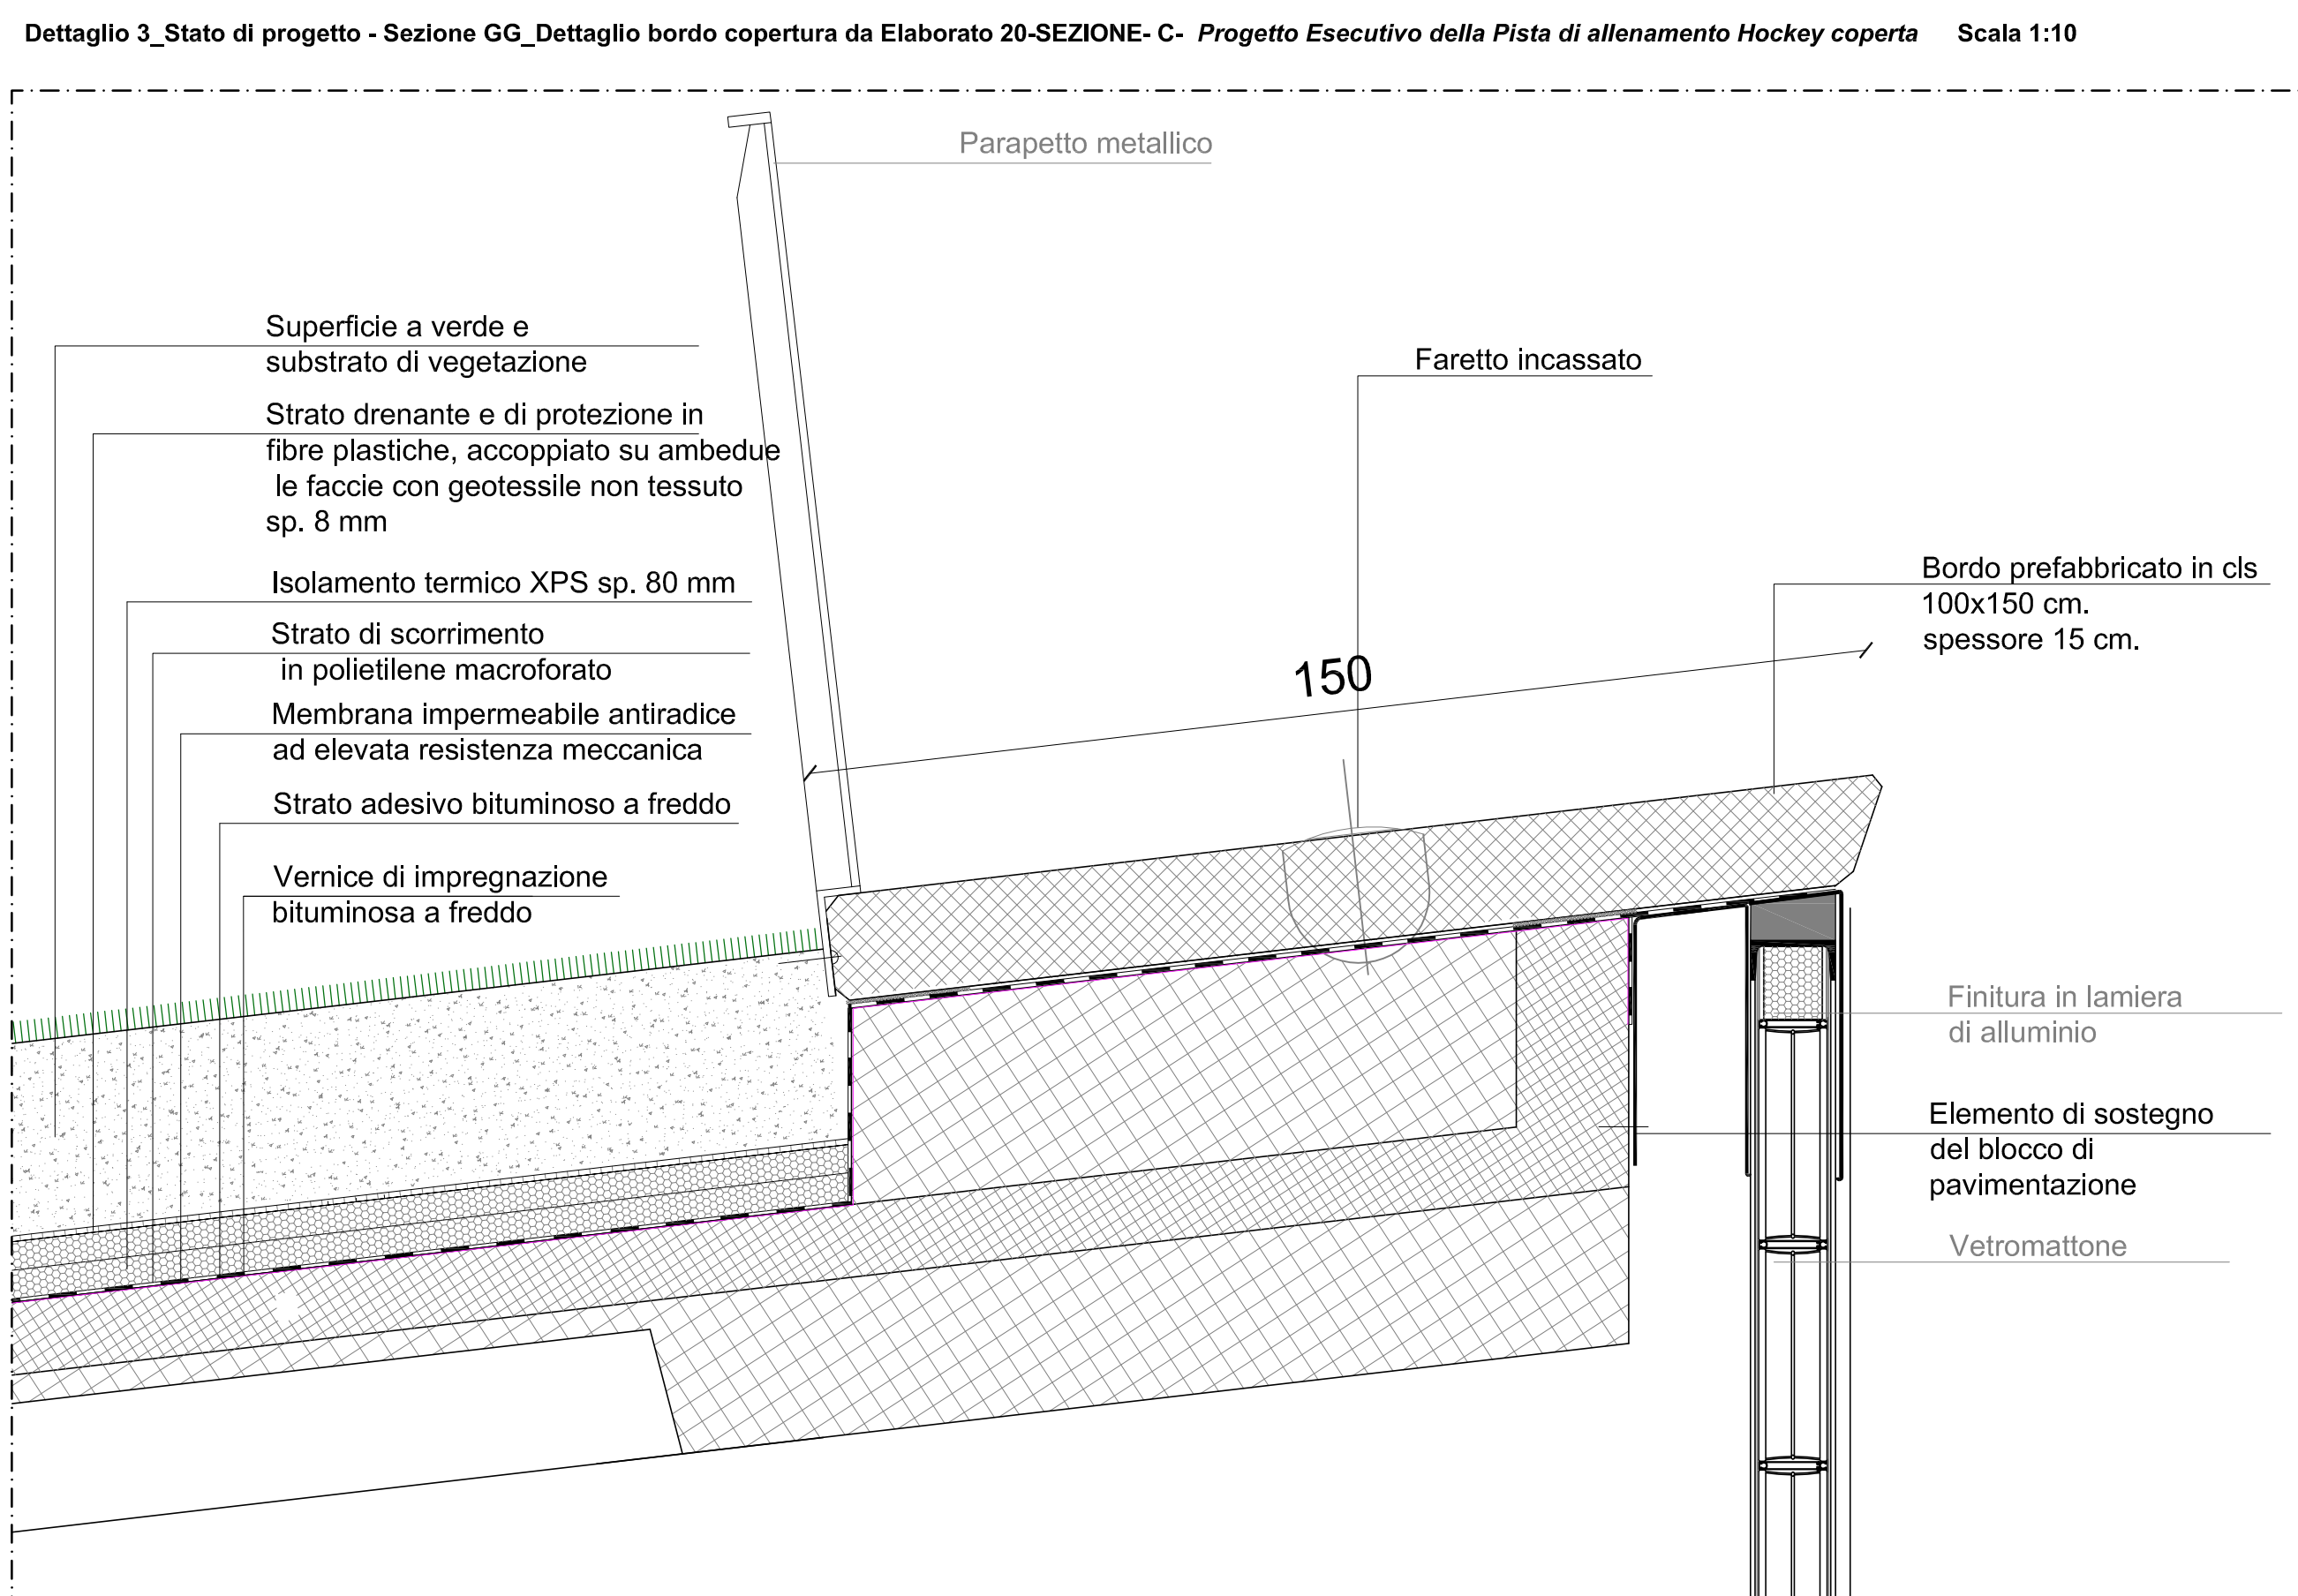 Dettaglio 3_Stato di progetto - Sezione GG_Dettaglio bordo copertura da Elaborato 20-SEZIONE- C- Progetto Esecutivo della Pista di allenamento Hockey coperta Scala 1:10
Parapetto metallico
Superficie a verde e
substrato di vegetazione
Strato drenante e di protezione in
fibre plastiche, accoppiato su ambedue
le faccie con geotessile non tessuto
sp. 8 mm
Isolamento termico XPS sp. 80 mm
Strato di scorrimento
in polietilene macroforato
Membrana impermeabile antiradice
ad elevata resistenza meccanica
Strato adesivo bituminoso a freddo
Vernice di impregnazione
bituminosa a freddo
Faretto incassato
150
Bordo prefabbricato in cls
100x150 cm.
spessore 15 cm.
Finitura in lamiera
di alluminio
Elemento di sostegno
del blocco di
pavimentazione
Vetromattone